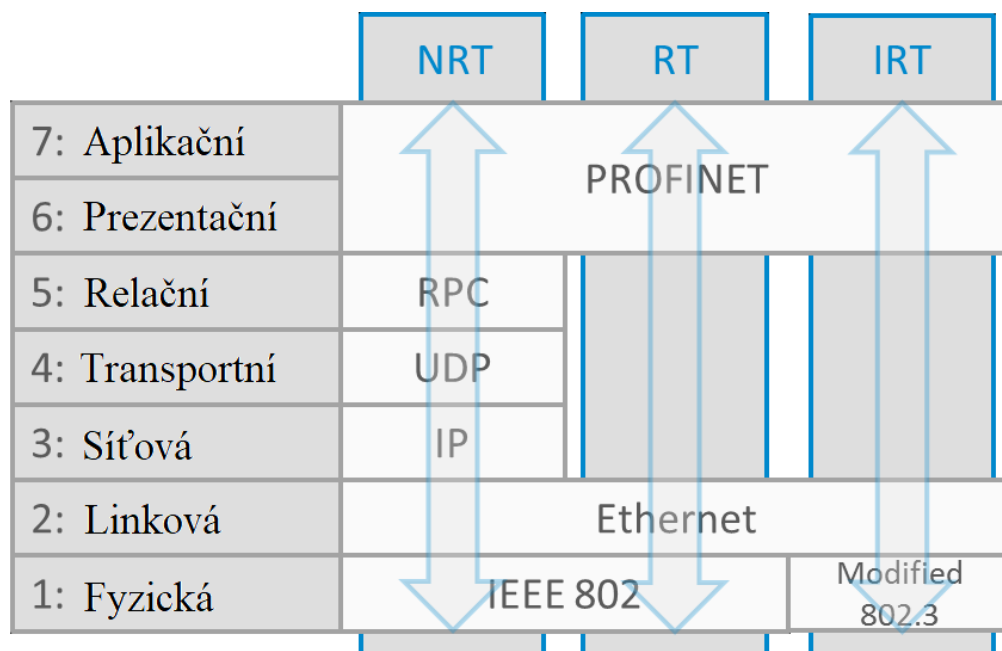 NRT RT IRT
7: Aplikační
PROFINET
6: Prezentační
5: Relační RPC
4: Transportní UDP
3: Síťová IP
2: Linková Ethernet
1: Fyzická IEEE 802 Modified
802.3